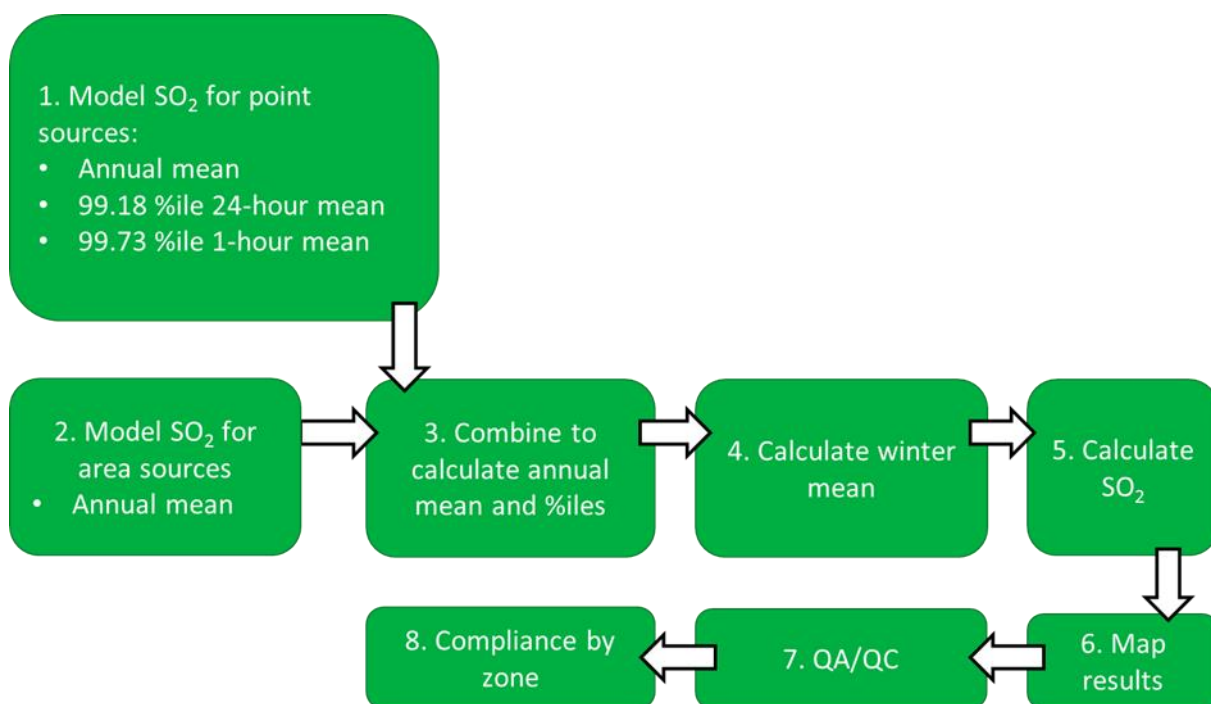 1. Model SO₂ for point
sources:
• Annual mean
• 99.18 %ile 24-hour mean
• 99.73 %ile 1-hour mean
2. Model SO₂ for
area sources
• Annual mean
3. Combine to
calculate annual
mean and %iles
4. Calculate winter
mean
5. Calculate
SO₂
6. Map
results
7. QA/QC
8. Compliance by
zone